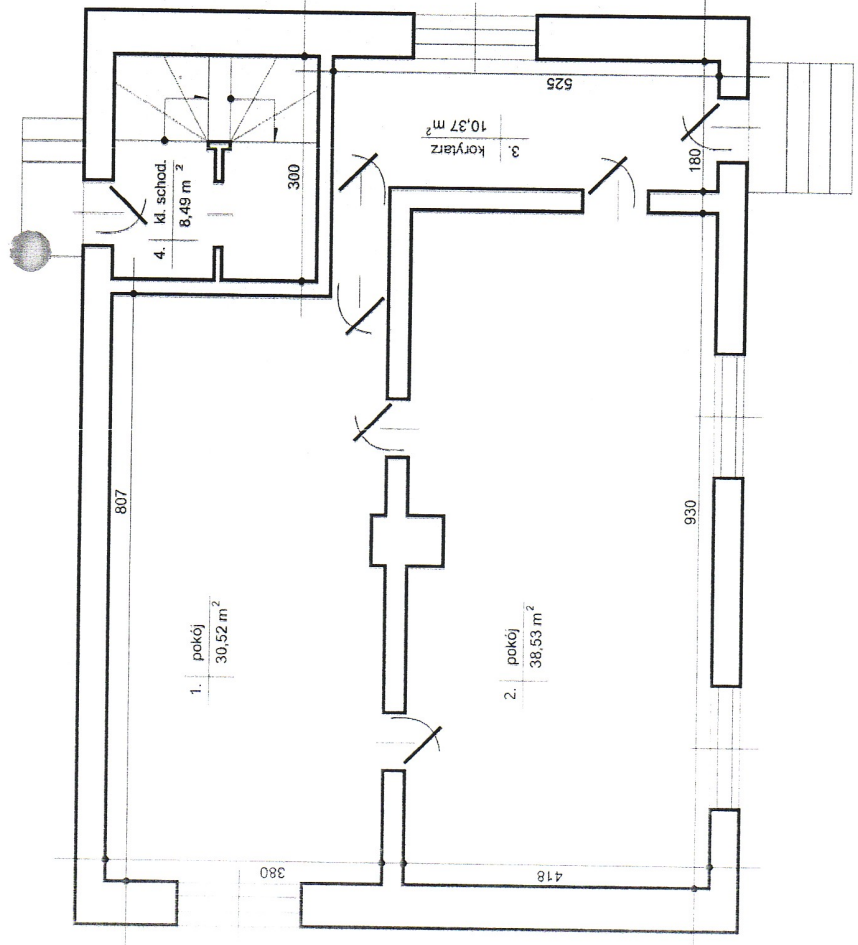 525
3. korytarz
10,37 m²
180
300
4. kl. schod.
8,49 m²
807
930
1. pokój
30,52 m²
2. pokój
38,53 m²
380
418